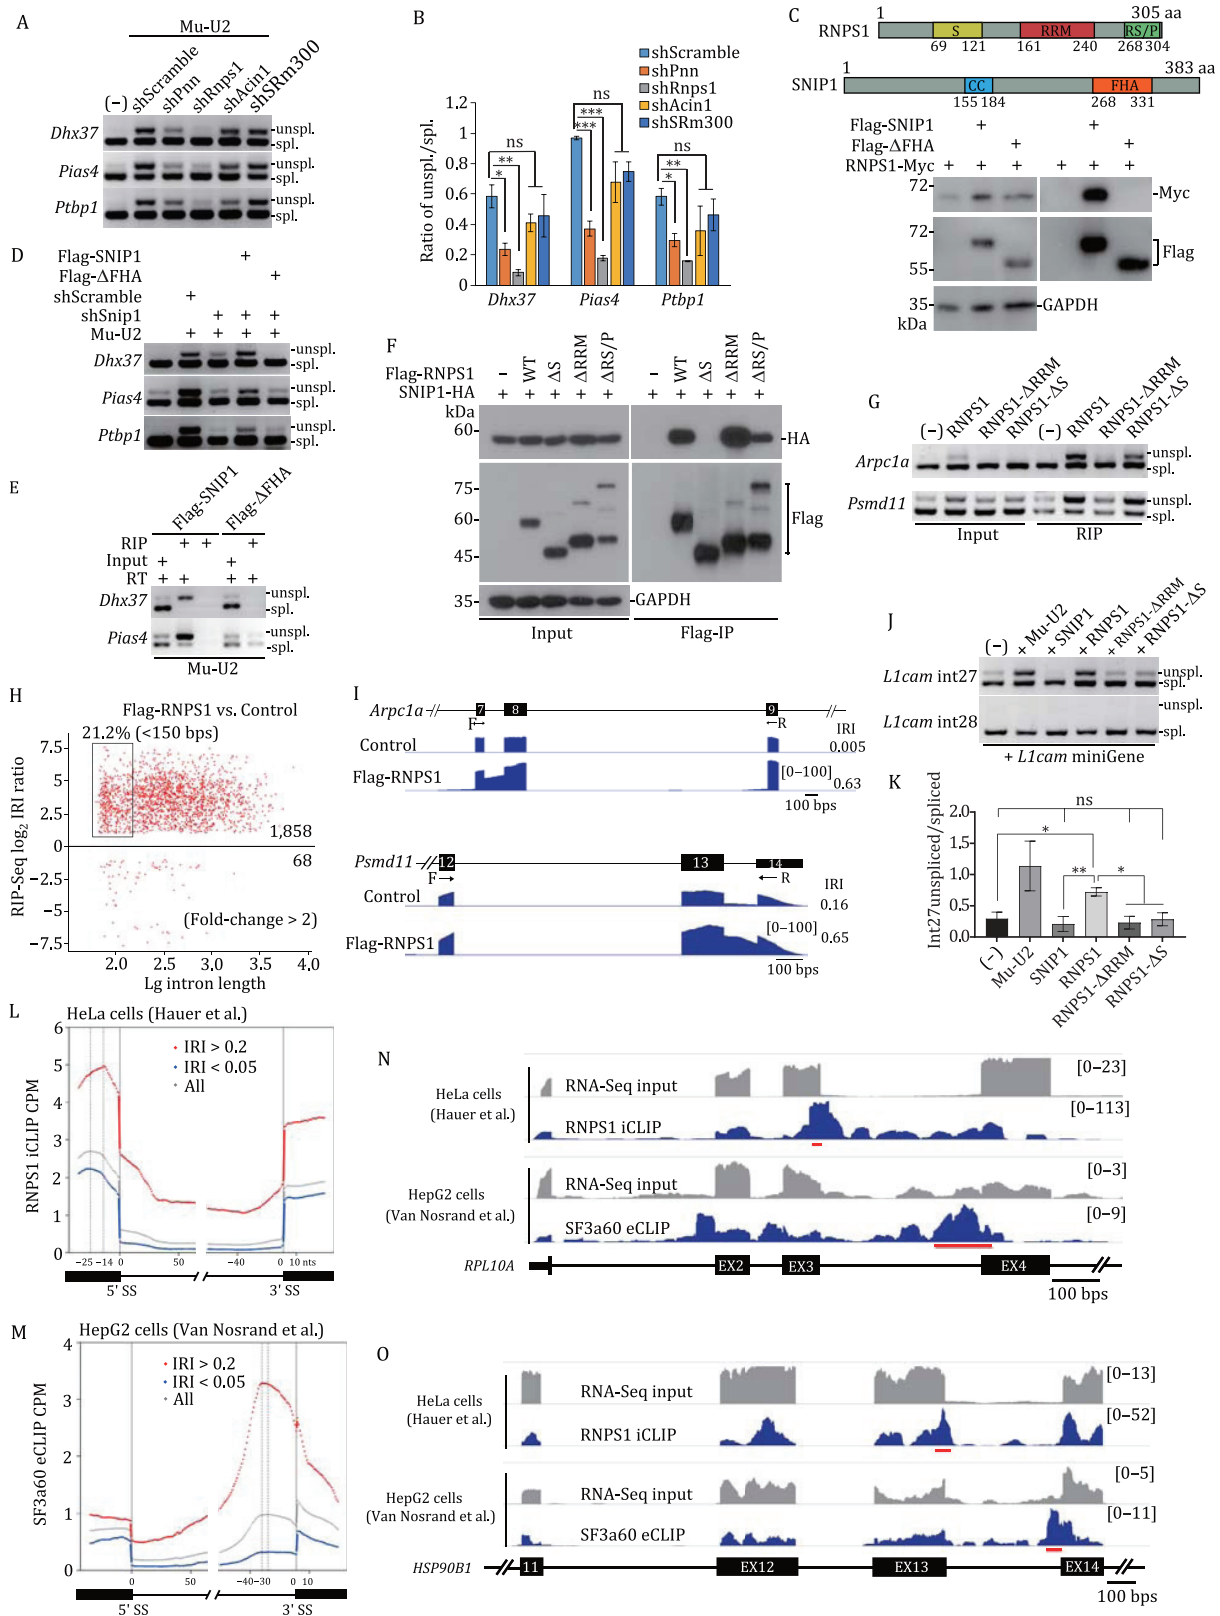 A
Mu-U2
(−) shScramble shPnn shRnps1 shAcin1 shSRm300
Dhx37 unspl. spl.
Pias4 unspl. spl.
Ptbp1 unspl. spl.
B
shScramble
shPnn
shRnps1
shAcin1
shSRm300
Ratio of unspl./spl.
1.2
1
0.8
0.6
0.4
0.2
0
ns ** *
ns *** ***
ns ** *
Dhx37 Pias4 Ptbp1
C
1 305 aa
RNPS1 S RRM RS/P
69 121 161 240 268 304
1 383 aa
SNIP1 CC FHA
155 184 268 331
Flag-SNIP1 + +
Flag-ΔFHA + +
RNPS1-Myc + + + + + +
72 Myc
72
55 Flag
35 GAPDH
kDa
D
Flag-SNIP1 +
Flag-ΔFHA +
shScramble +
shSnip1 + + +
Mu-U2 + + + +
Dhx37 unspl. spl.
Pias4 unspl. spl.
Ptbp1 unspl. spl.
E
Flag-SNIP1 Flag-ΔFHA
RIP + + +
Input + +
RT + + + +
Dhx37 unspl. spl.
Pias4 unspl. spl.
Mu-U2
F
Flag-RNPS1 − WT ΔS ΔRRM ΔRS/P − WT ΔS ΔRRM ΔRS/P
SNIP1-HA + + + + + + + + + +
kDa
60 HA
75
60
45
Flag
35 GAPDH
Input Flag-IP
G
(−) RNPS1 RNPS1-ΔRRM RNPS1-ΔS (−) RNPS1 RNPS1-ΔRRM RNPS1-ΔS
Arpc1a unspl. spl.
Psmd11 unspl. spl.
Input RIP
H
Flag-RNPS1 vs. Control
21.2% (<150 bps)
RIP-Seq log2 IRI ratio
7.5
5
2.5
0
−2.5
−5
−7.5
1,858
68
(Fold-change > 2)
2.0 2.5 3.0 3.5 4.0
Lg intron length
I
Arpc1a 7 8 9
F R
IRI
Control 0.005
Flag-RNPS1 [0−100] 0.63
100 bps
Psmd11 12 13 14
F R
IRI
Control 0.16
Flag-RNPS1 [0−100] 0.65
100 bps
J
(−) + Mu-U2 + SNIP1 + RNPS1 + RNPS1-ΔRRM + RNPS1-ΔS
L1cam int27 unspl. spl.
L1cam int28 unspl. spl.
+ L1cam miniGene
K
Int27unspliced/spliced
2.0
1.5
1.0
0.5
0.0
ns
*
** *
(−) Mu-U2 SNIP1 RNPS1 RNPS1-ΔRRM RNPS1-ΔS
L
HeLa cells (Hauer et al.)
RNPS1 iCLIP CPM
6
5
4
3
2
1
0
IRI > 0.2
IRI < 0.05
All
−25 −14 0 50 −40 0 10 nts
5′ SS 3′ SS
M
HepG2 cells (Van Nosrand et al.)
SF3a60 eCLIP CPM
4
3
2
1
0
IRI > 0.2
IRI < 0.05
All
0 50 −40−30 0 10
5′ SS 3′ SS
N
HeLa cells (Hauer et al.)
RNA-Seq input [0−23]
RNPS1 iCLIP [0−113]
HepG2 cells (Van Nosrand et al.)
RNA-Seq input [0−3]
SF3a60 eCLIP [0−9]
RPL10A EX2 EX3 EX4
100 bps
O
HeLa cells (Hauer et al.)
RNA-Seq input [0−13]
RNPS1 iCLIP [0−52]
HepG2 cells (Van Nosrand et al.)
RNA-Seq input [0−5]
SF3a60 eCLIP [0−11]
HSP90B1 11 EX12 EX13 EX14
100 bps